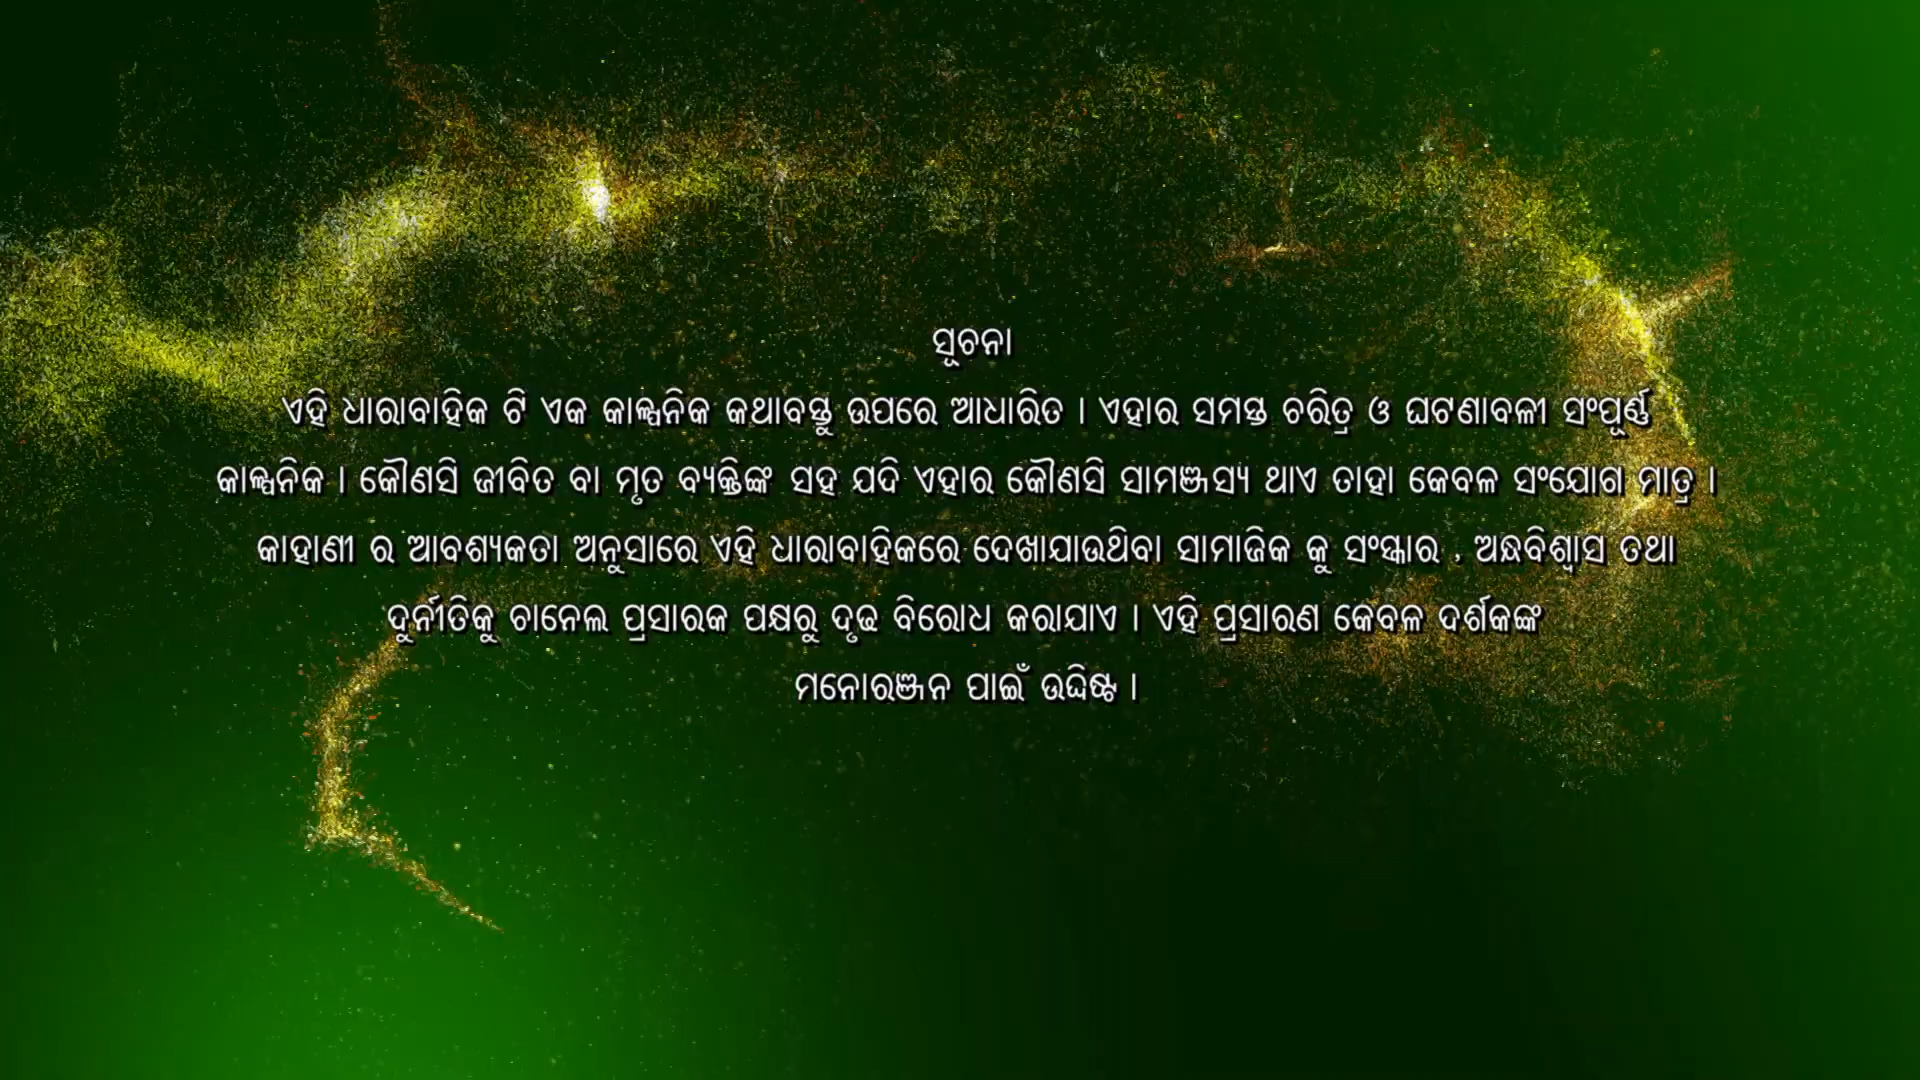 ସୂଚନା
ଏହି ଧାରାବାହିକ ଟି ଏକ କାଳ୍ପନିକ କଥାବସ୍ତୁ ଉପରେ ଆଧାରିତ । ଏହାର ସମସ୍ତ ଚରିତ୍ର ଓ ଘଟଣାବଳୀ ସଂପୂର୍ଣ୍ଣ
କାଳ୍ପନିକ । କୌଣସି ଜୀବିତ ବା ମୃତ ବ୍ୟକ୍ତିଙ୍କ ସହ ଯଦି ଏହାର କୌଣସି ସାମଞ୍ଜସ୍ୟ ଥାଏ ତାହା କେବଳ ସଂଯୋଗ ମାତ୍ର ।
କାହାଣୀ ର ଆବଶ୍ୟକତା ଅନୁସାରେ ଏହି ଧାରାବାହିକରେ ଦେଖାଯାଉଥିବା ସାମାଜିକ କୁ ସଂସ୍କାର , ଅନ୍ଧବିଶ୍ୱାସ ତଥା
ଦୁର୍ନୀତିକୁ ଚାନେଲ ପ୍ରସାରକ ପକ୍ଷରୁ ଦୃଢ ବିରୋଧ କରାଯାଏ । ଏହି ପ୍ରସାରଣ କେବଳ ଦର୍ଶକଙ୍କ
ମନୋରଞ୍ଜନ ପାଇଁ ଉଦ୍ଦିଷ୍ଟ ।